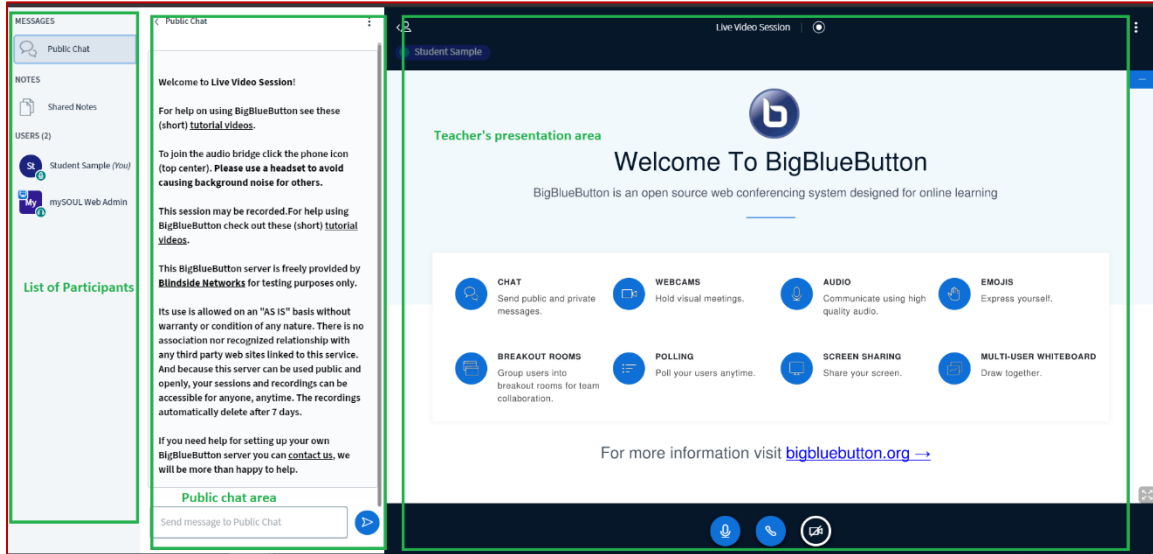 MESSAGES
Public Chat
NOTES
Shared Notes
USERS (2)
St
Student Sample (You)
My
mySOUL Web Admin
List of Participants
Public Chat
Welcome to Live Video Session!
For help on using BigBlueButton see these
(short) tutorial videos.
To join the audio bridge click the phone icon
(top center). Please use a headset to avoid
causing background noise for others.
This session may be recorded.For help using
BigBlueButton check out these (short) tutorial
videos.
This BigBlueButton server is freely provided by
Blindside Networks for testing purposes only.
Its use is allowed on an "AS IS" basis without
warranty or condition of any nature. There is no
association nor recognized relationship with
any third party web sites linked to this service.
And because this server can be used public and
openly, your sessions and recordings can be
accessible for anyone, anytime. The recordings
automatically delete after 7 days.
If you need help for setting up your own
BigBlueButton server you can contact us, we
will be more than happy to help.
Public chat area
Send message to Public Chat
Live Video Session
Student Sample
b
Teacher's presentation area
Welcome To BigBlueButton
BigBlueButton is an open source web conferencing system designed for online learning
CHAT
Send public and private
messages.
WEBCAMS
Hold visual meetings.
AUDIO
Communicate using high
quality audio.
EMOJIS
Express yourself.
BREAKOUT ROOMS
Group users into
breakout rooms for team
collaboration.
POLLING
Poll your users anytime.
SCREEN SHARING
Share your screen.
MULTI-USER WHITEBOARD
Draw together.
For more information visit bigbluebutton.org →